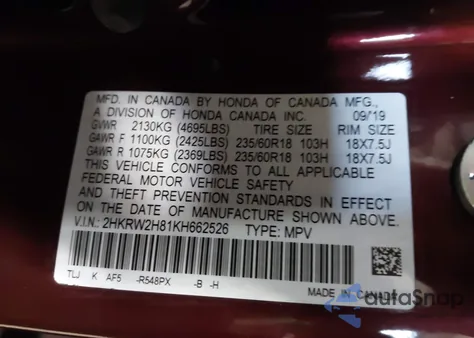 MFD. IN CANADA BY HONDA OF CANADA MFG.,
A DIVISION OF HONDA CANADA INC. 09/19
GVWR 2130KG (4695LBS) TIRE SIZE RIM SIZE
GAWR F 1100KG (2425LBS) 235/60R18 103H 18X7.5J
GAWR R 1075KG (2369LBS) 235/60R18 103H 18X7.5J
THIS VEHICLE CONFORMS TO ALL APPLICABLE
FEDERAL MOTOR VEHICLE SAFETY
AND THEFT PREVENTION STANDARDS IN EFFECT
ON THE DATE OF MANUFACTURE SHOWN ABOVE.
V.I.N.: 2HKRW2H81KH662526 TYPE: MPV
TLJ K AF5 -R548PX -B -H
MADE IN CANADA
autoSnap